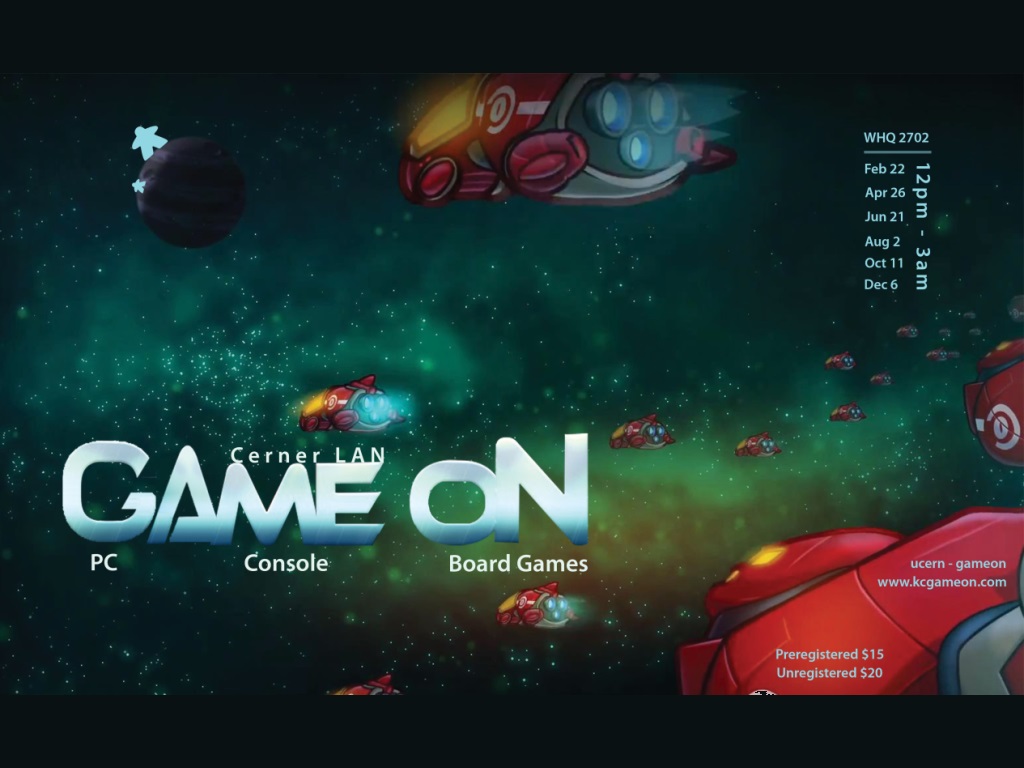 WHQ 2702
Feb 22
Apr 26
Jun 21
Aug 2
Oct 11
Dec 6
12pm - 3am
Cerner LAN
GAME ON
PC
Console
Board Games
ucern - gameon
www.kcgameon.com
Preregistered $15
Unregistered $20